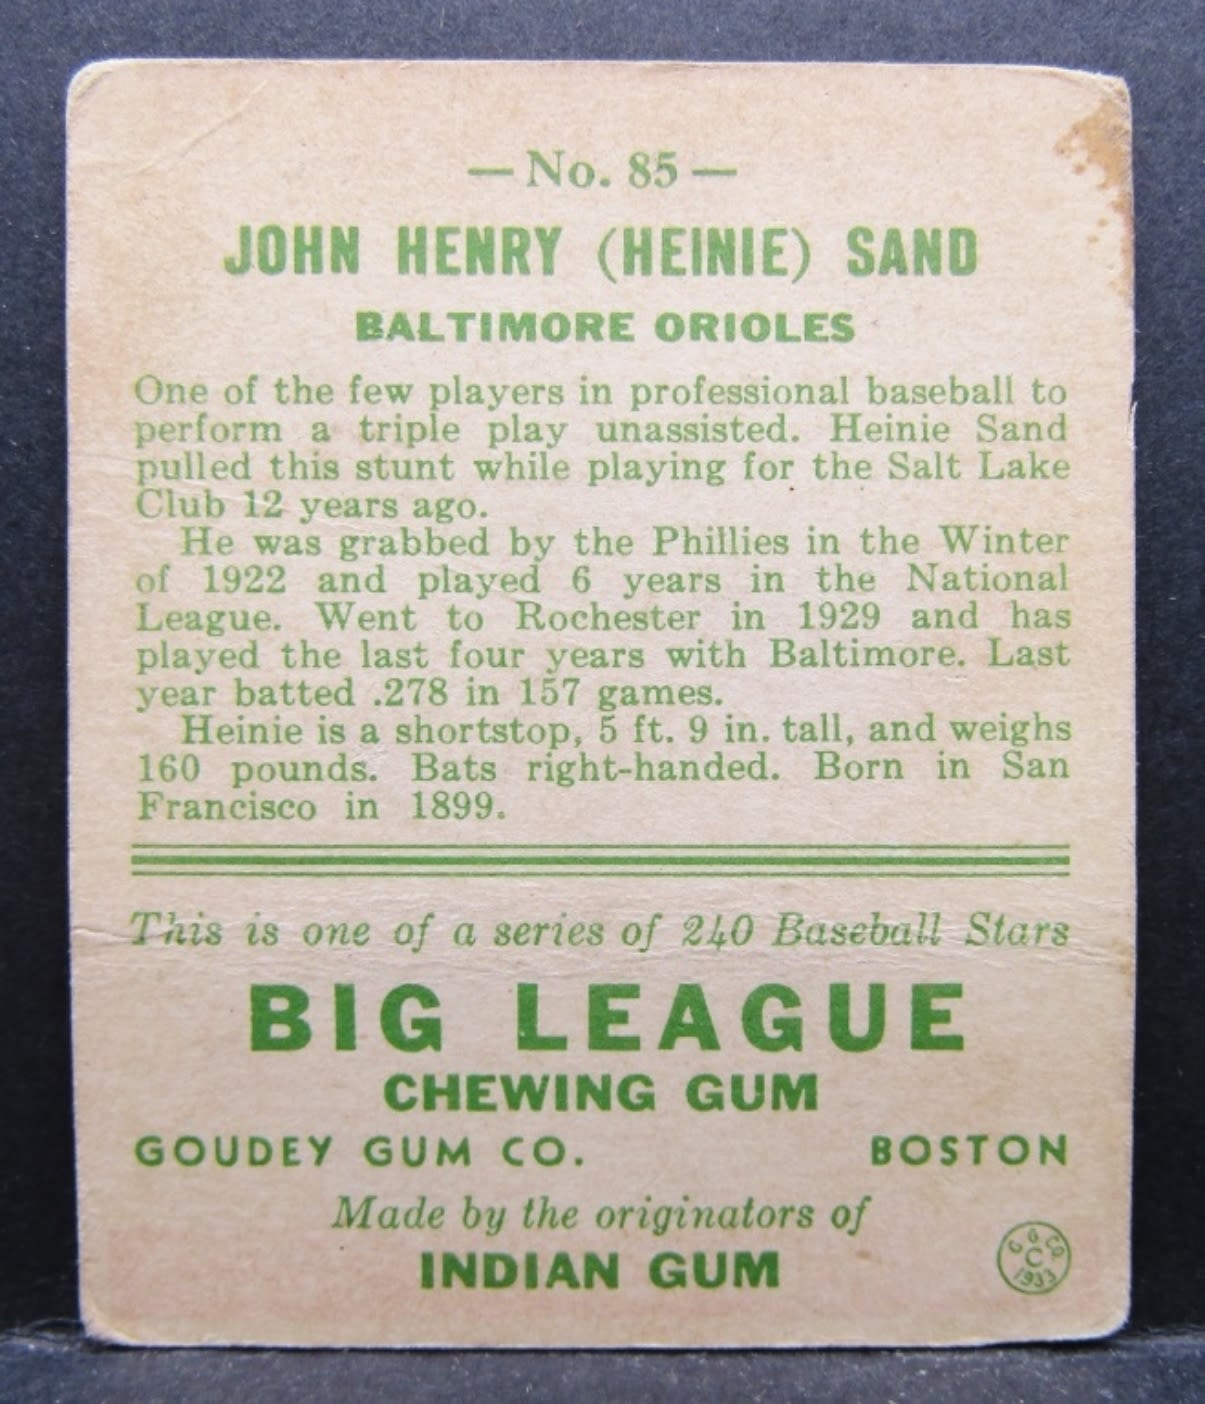 — No. 85 —
JOHN HENRY (HEINIE) SAND
BALTIMORE ORIOLES
One of the few players in professional baseball to
perform a triple play unassisted. Heinie Sand
pulled this stunt while playing for the Salt Lake
Club 12 years ago.
He was grabbed by the Phillies in the Winter
of 1922 and played 6 years in the National
League. Went to Rochester in 1929 and has
played the last four years with Baltimore. Last
year batted .278 in 157 games.
Heinie is a shortstop, 5 ft. 9 in. tall, and weighs
160 pounds. Bats right-handed. Born in San
Francisco in 1899.
This is one of a series of 240 Baseball Stars
BIG LEAGUE
CHEWING GUM
GOUDEY GUM CO. BOSTON
Made by the originators of
INDIAN GUM
G. G. CO.
C
1933